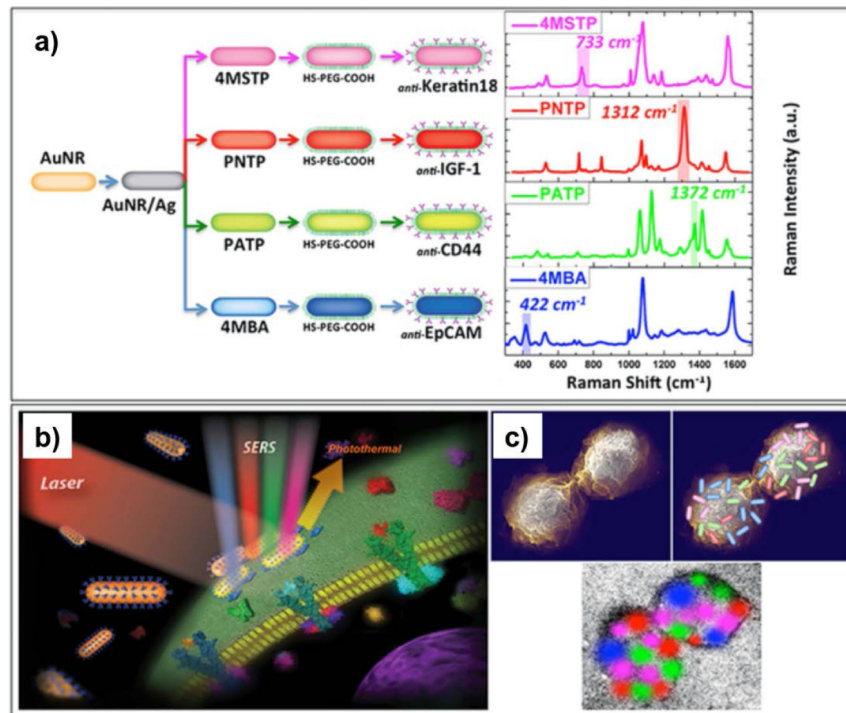 a)
AuNR
AuNR/Ag
4MSTP
HS-PEG-COOH
anti-Keratin18
PNTP
HS-PEG-COOH
anti-IGF-1
PATP
HS-PEG-COOH
anti-CD44
4MBA
HS-PEG-COOH
anti-EpCAM
4MSTP
733 cm⁻¹
PNTP
1312 cm⁻¹
PATP
1372 cm⁻¹
4MBA
422 cm⁻¹
400 600 800 1000 1200 1400 1600
Raman Shift (cm⁻¹)
Raman Intensity (a.u.)
b)
Laser
SERS
Photothermal
c)